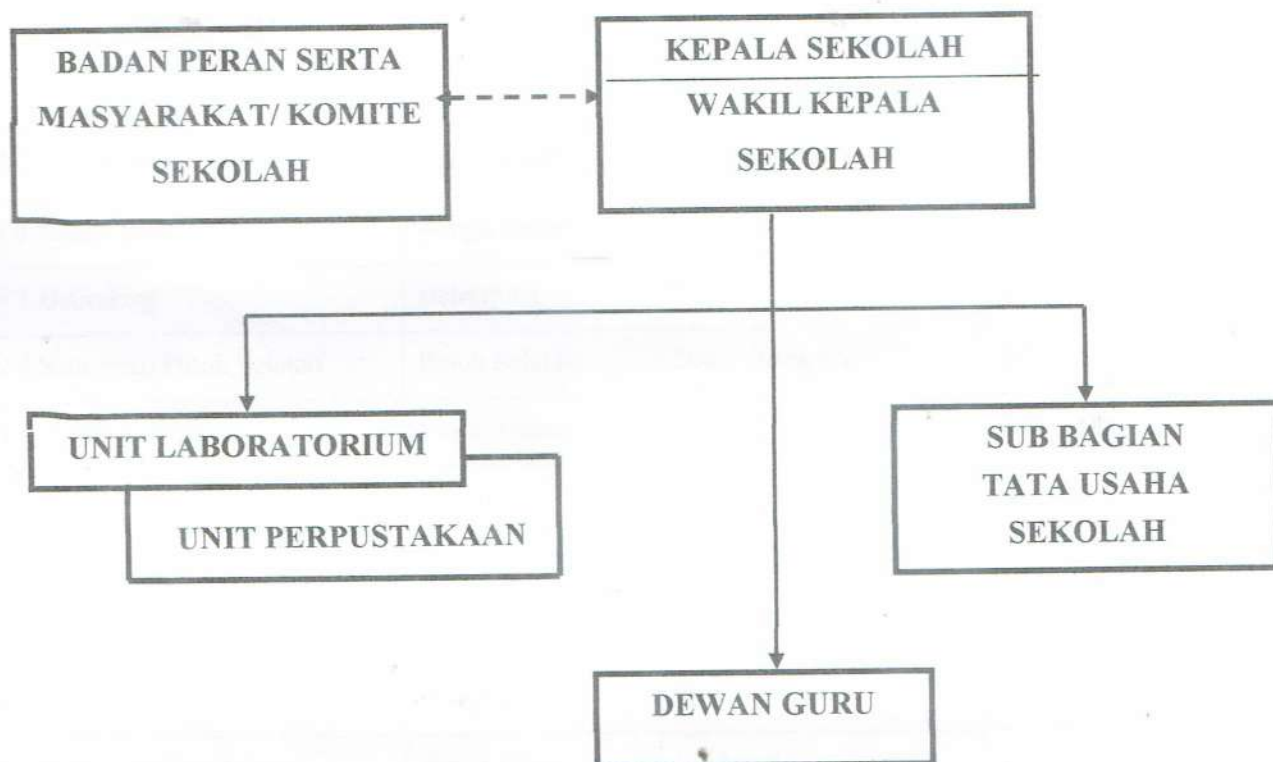 BADAN PERAN SERTA
MASYARAKAT/ KOMITE
SEKOLAH
KEPALA SEKOLAH
WAKIL KEPALA
SEKOLAH
UNIT LABORATORIUM
UNIT PERPUSTAKAAN
SUB BAGIAN
TATA USAHA
SEKOLAH
DEWAN GURU